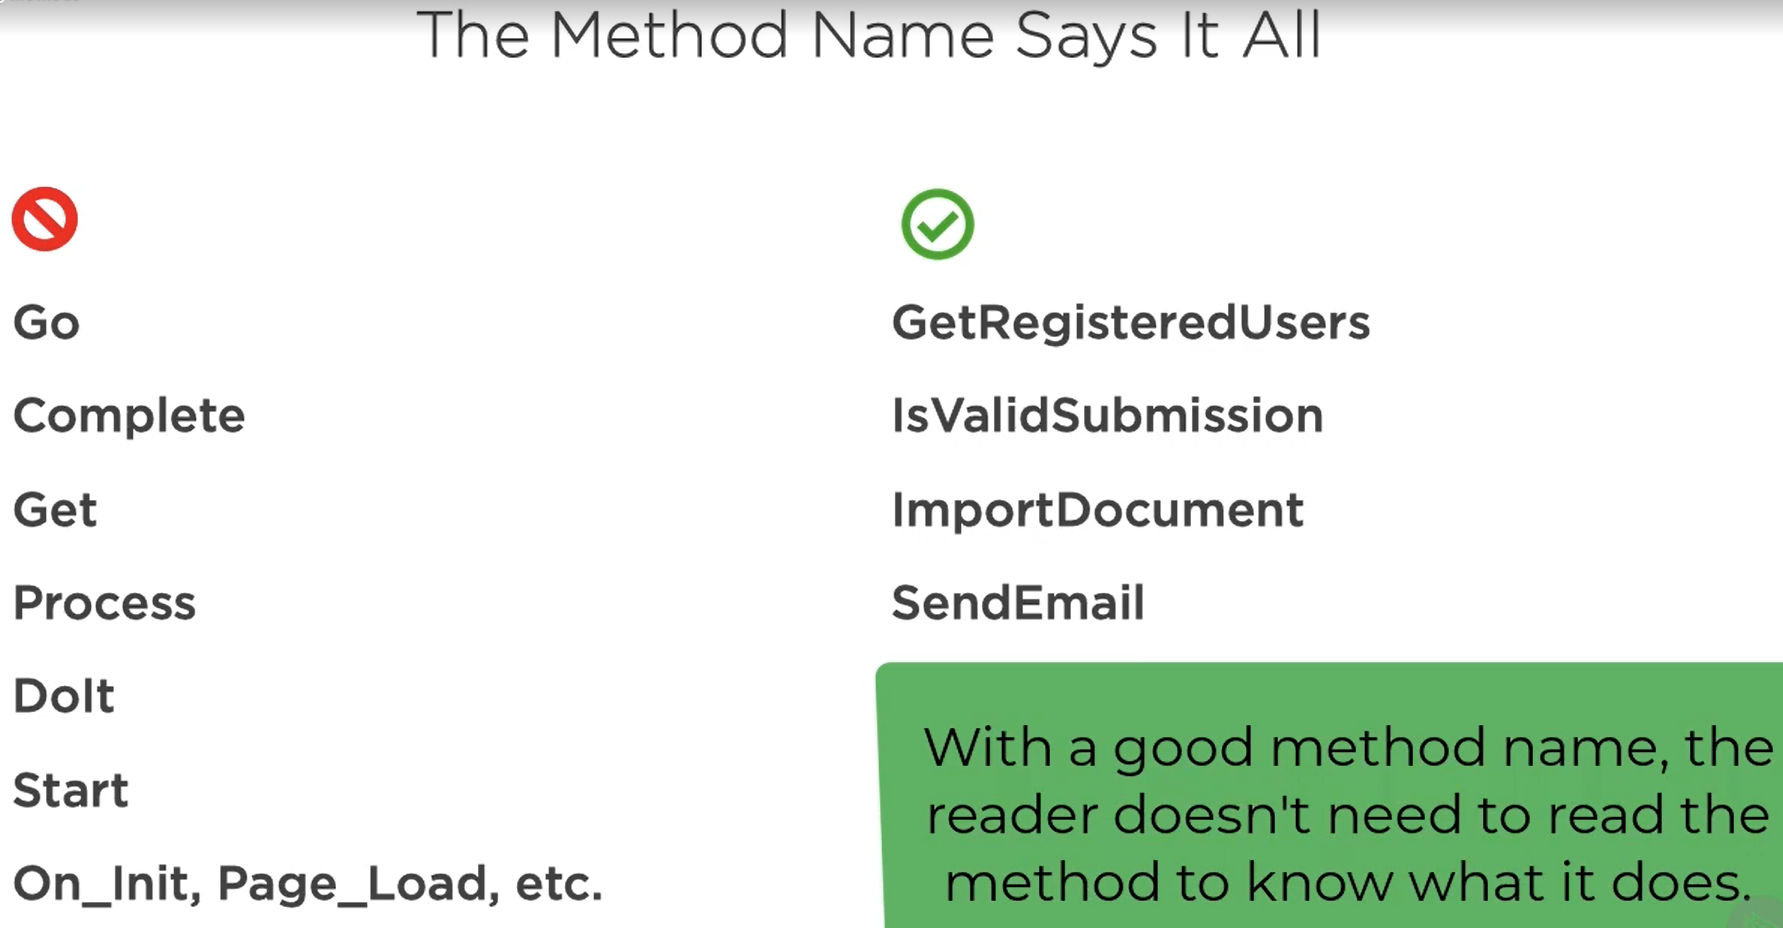 The Method Name Says It All
Go
Complete
Get
Process
DoIt
Start
On_Init, Page_Load, etc.
GetRegisteredUsers
IsValidSubmission
ImportDocument
SendEmail
With a good method name, the
reader doesn't need to read the
method to know what it does.